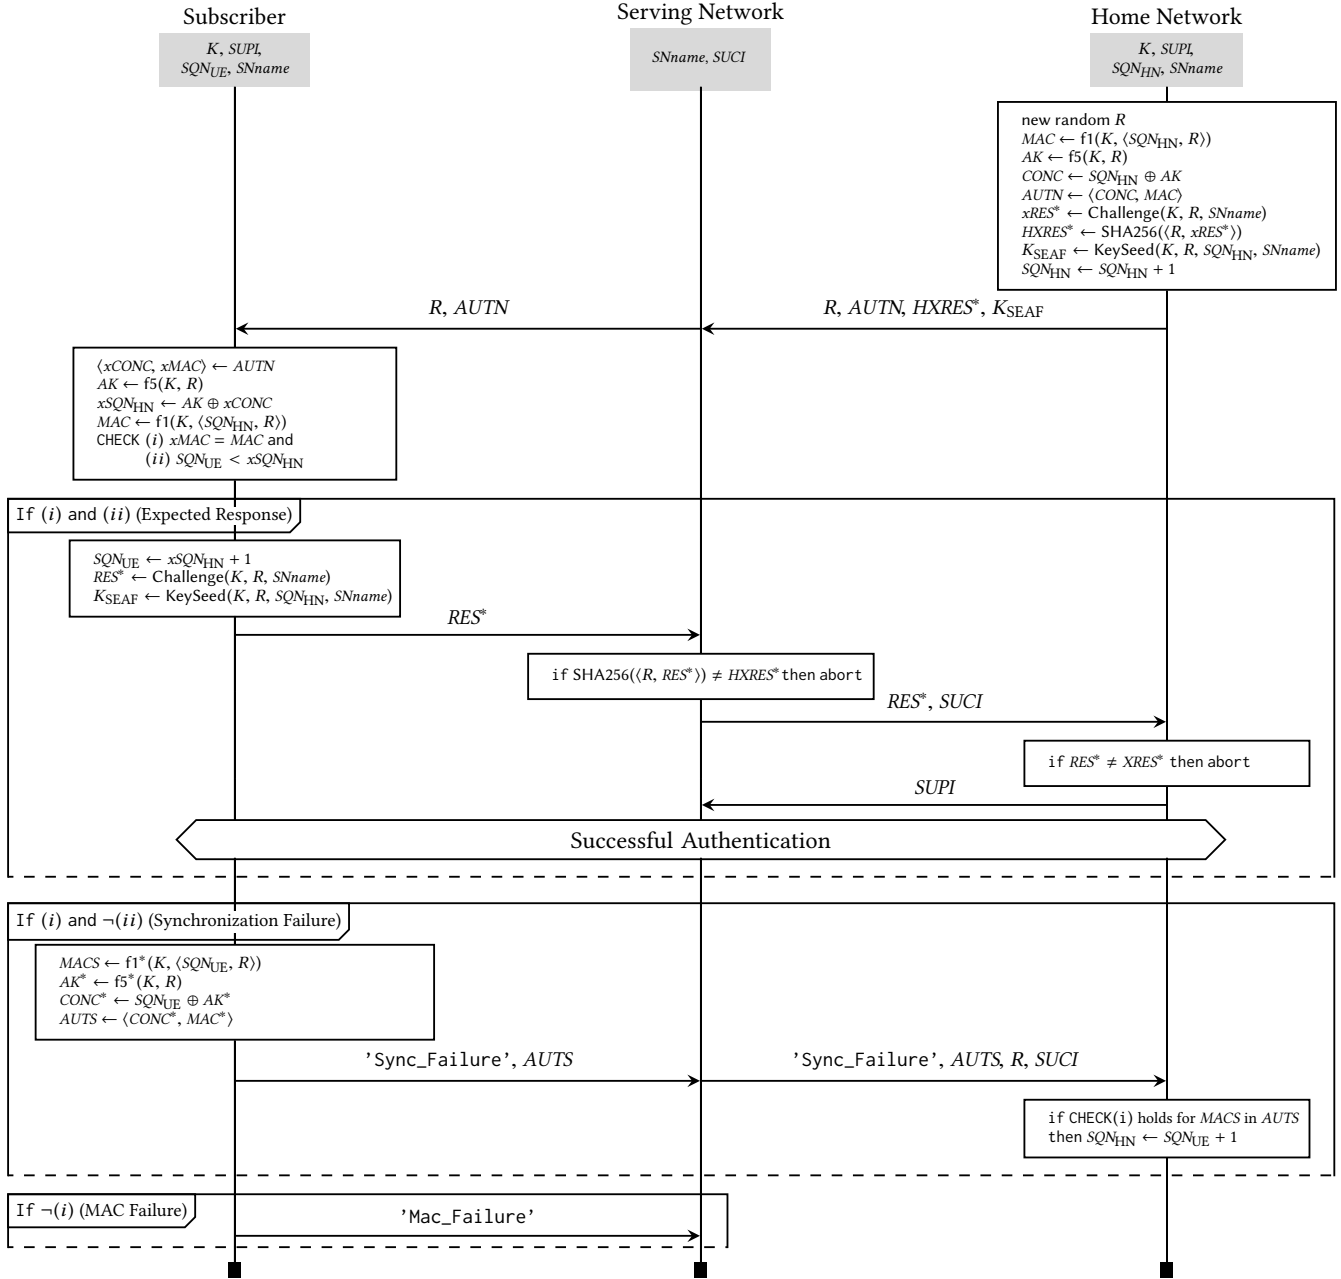 Subscriber
Serving Network
Home Network
K, SUPI,
SQN_UE, SNname
SNname, SUCI
K, SUPI,
SQN_HN, SNname
new random R
MAC ← f1(K, ⟨SQN_HN, R⟩)
AK ← f5(K, R)
CONC ← SQN_HN ⊕ AK
AUTN ← ⟨CONC, MAC⟩
xRES* ← Challenge(K, R, SNname)
HXRES* ← SHA256(⟨R, xRES*⟩)
K_SEAF ← KeySeed(K, R, SQN_HN, SNname)
SQN_HN ← SQN_HN + 1
R, AUTN, HXRES*, K_SEAF
R, AUTN
⟨xCONC, xMAC⟩ ← AUTN
AK ← f5(K, R)
xSQN_HN ← AK ⊕ xCONC
MAC ← f1(K, ⟨SQN_HN, R⟩)
CHECK (i) xMAC = MAC and
(ii) SQN_UE < xSQN_HN
If (i) and (ii) (Expected Response)
SQN_UE ← xSQN_HN + 1
RES* ← Challenge(K, R, SNname)
K_SEAF ← KeySeed(K, R, SQN_HN, SNname)
RES*
if SHA256(⟨R, RES*⟩) ≠ HXRES* then abort
RES*, SUCI
if RES* ≠ XRES* then abort
SUPI
Successful Authentication
If (i) and ¬(ii) (Synchronization Failure)
MACS ← f1*(K, ⟨SQN_UE, R⟩)
AK* ← f5*(K, R)
CONC* ← SQN_UE ⊕ AK*
AUTS ← ⟨CONC*, MAC*⟩
'Sync_Failure', AUTS
'Sync_Failure', AUTS, R, SUCI
if CHECK(i) holds for MACS in AUTS
then SQN_HN ← SQN_UE + 1
If ¬(i) (MAC Failure)
'Mac_Failure'